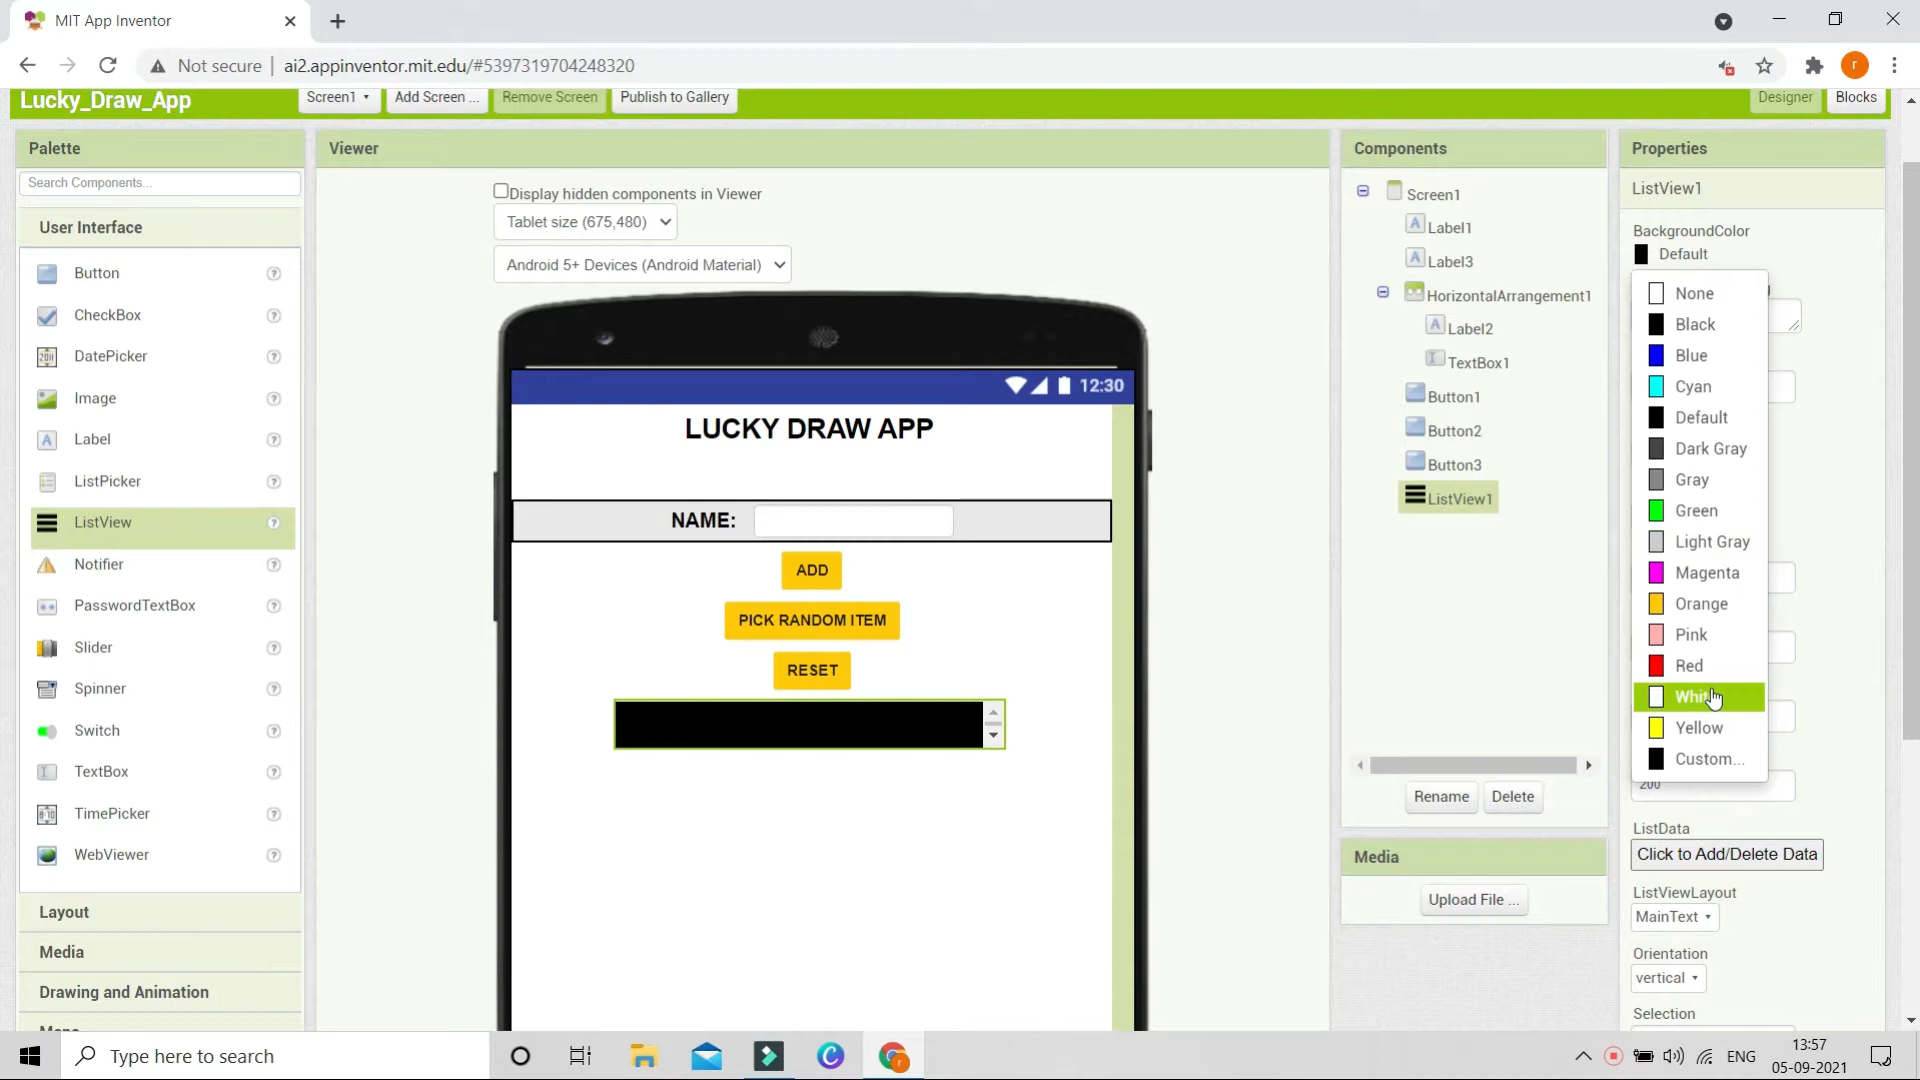 MIT App Inventor
Not secure
ai2.appinventor.mit.edu/#5397319704248320
r
Lucky_Draw_App
Screen1
Add Screen ...
Remove Screen
Publish to Gallery
Designer
Blocks
Palette
Viewer
Components
Properties
Search Components...
User Interface
Button
CheckBox
DatePicker
Image
Label
ListPicker
ListView
Notifier
PasswordTextBox
Slider
Spinner
Switch
TextBox
TimePicker
WebViewer
Layout
Media
Drawing and Animation
Display hidden components in Viewer
Tablet size (675,480)
Android 5+ Devices (Android Material)
12:30
LUCKY DRAW APP
NAME:
ADD
PICK RANDOM ITEM
RESET
Screen1
Label1
Label3
HorizontalArrangement1
Label2
TextBox1
Button1
Button2
Button3
ListView1
Rename
Delete
Media
Upload File ...
ListView1
BackgroundColor
Default
None
Black
Blue
Cyan
Default
Dark Gray
Gray
Green
Light Gray
Magenta
Orange
Pink
Red
White
Yellow
Custom...
200
ListData
Click to Add/Delete Data
ListViewLayout
MainText
Orientation
vertical
Selection
Type here to search
ENG
13:57
05-09-2021